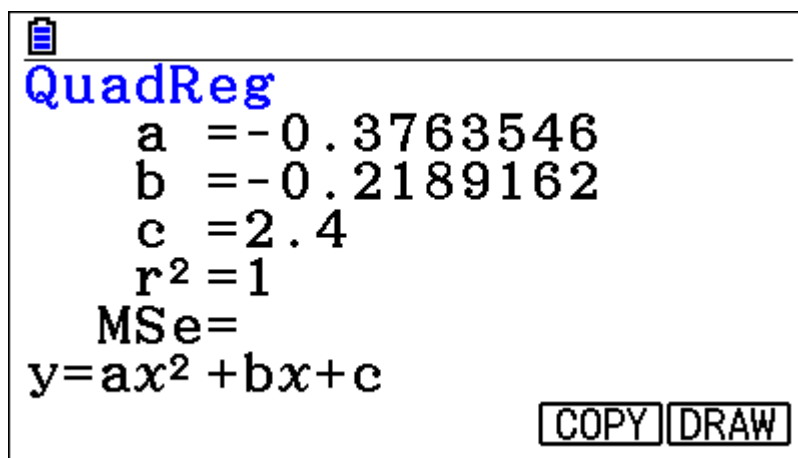 QuadReg
a =-0.3763546
b =-0.2189162
c =2.4
r²=1
MSe=
y=ax²+bx+c
COPY DRAW